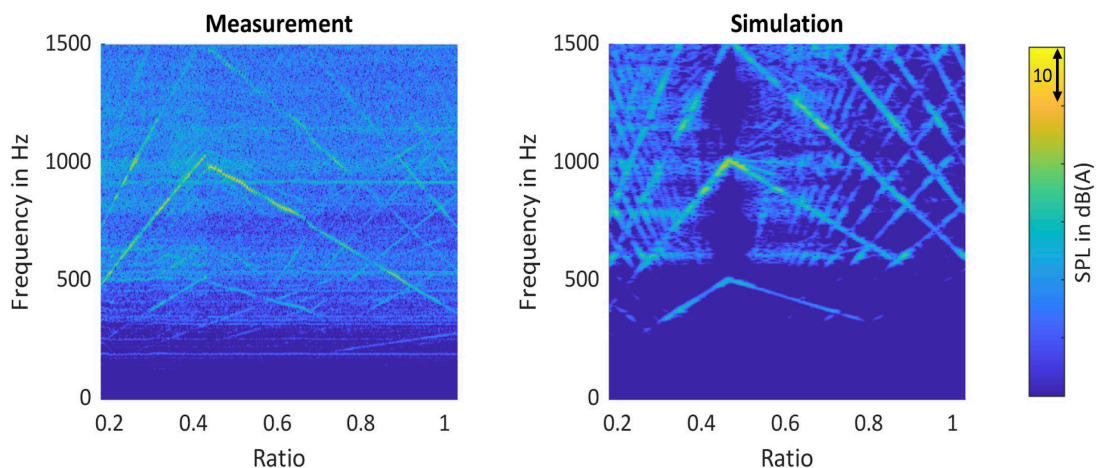 Measurement
Simulation
1500
1000
500
0
Frequency in Hz
0.2 0.4 0.6 0.8 1
Ratio
1500
1000
500
0
Frequency in Hz
0.2 0.4 0.6 0.8 1
Ratio
10
SPL in dB(A)